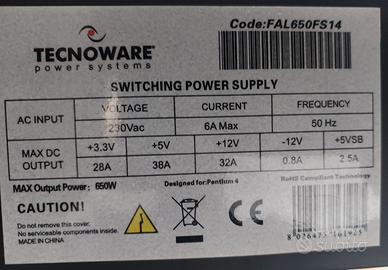 Code:FAL650FS14
TECNOWARE®
power systems
SWITCHING POWER SUPPLY
AC INPUT VOLTAGE CURRENT FREQUENCY
230Vac 6A Max 50 Hz
MAX DC OUTPUT +3.3V +5V +12V -12V +5VSB
28A 38A 32A 0.8A 2.5A
MAX Output Power: 650W
Designed for:Pentium 4
RoHS Compliant Technology
CAUTION!
Do not remove this cover.
No serviceable components inside.
MADE IN CHINA
CE
subito